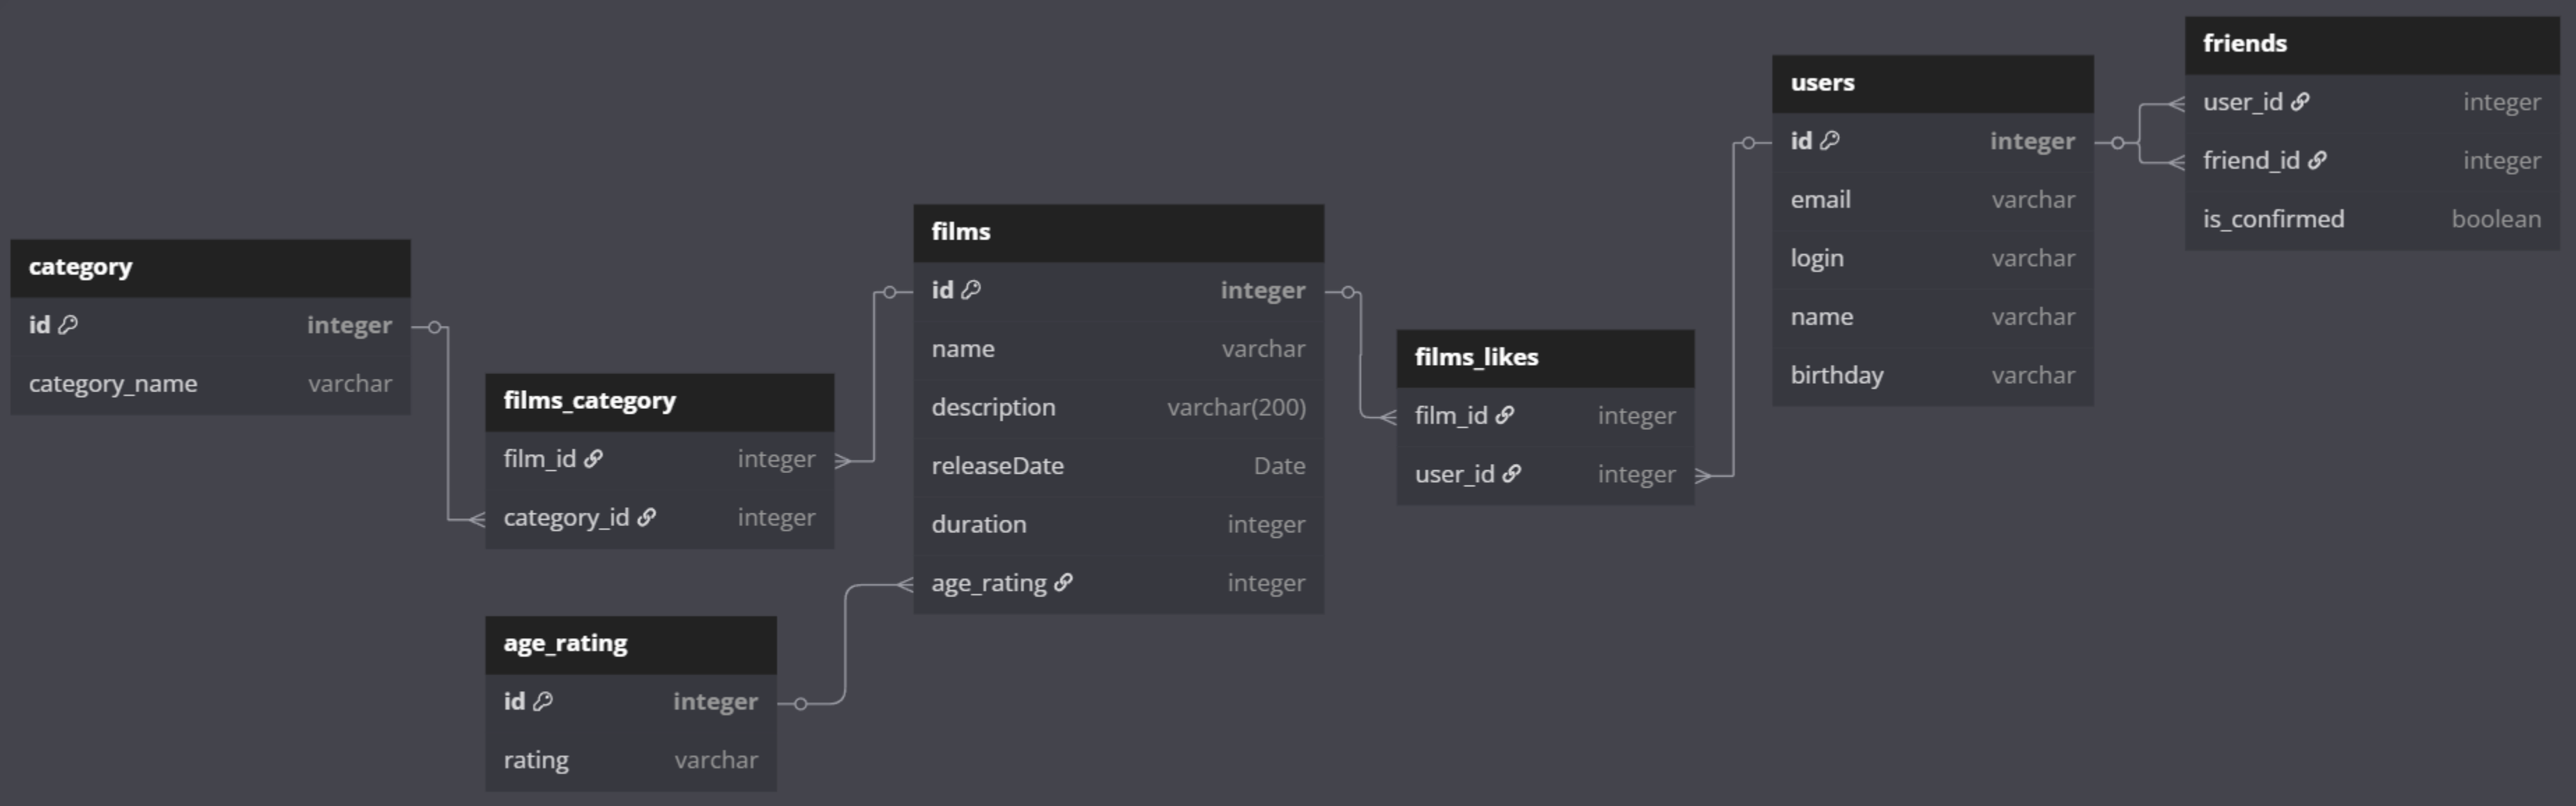 category
id integer
category_name varchar
films_category
film_id integer
category_id integer
age_rating
id integer
rating varchar
films
id integer
name varchar
description varchar(200)
releaseDate Date
duration integer
age_rating integer
films_likes
film_id integer
user_id integer
users
id integer
email varchar
login varchar
name varchar
birthday varchar
friends
user_id integer
friend_id integer
is_confirmed boolean